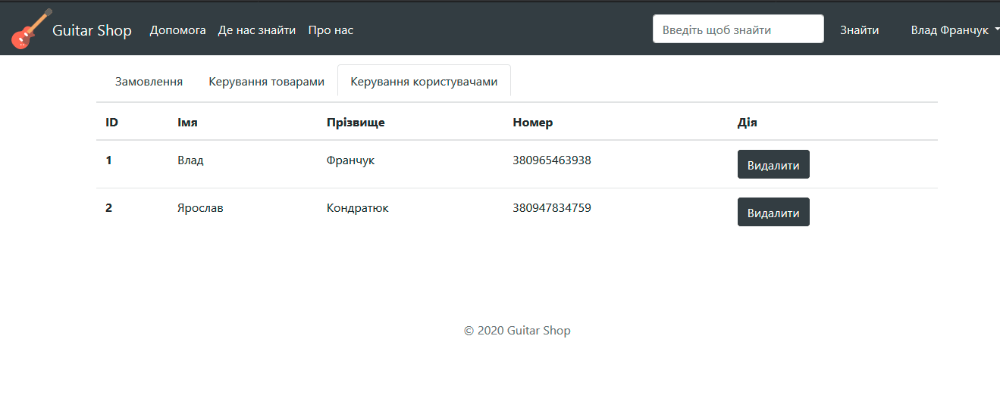 Guitar Shop Допомога Де нас знайти Про нас Введіть щоб знайти Знайти Влад Франчук
Замовлення Керування товарами Керування користувачами
ID Імя Прізвище Номер Дія
1 Влад Франчук 380965463938 Видалити
2 Ярослав Кондратюк 380947834759 Видалити
© 2020 Guitar Shop